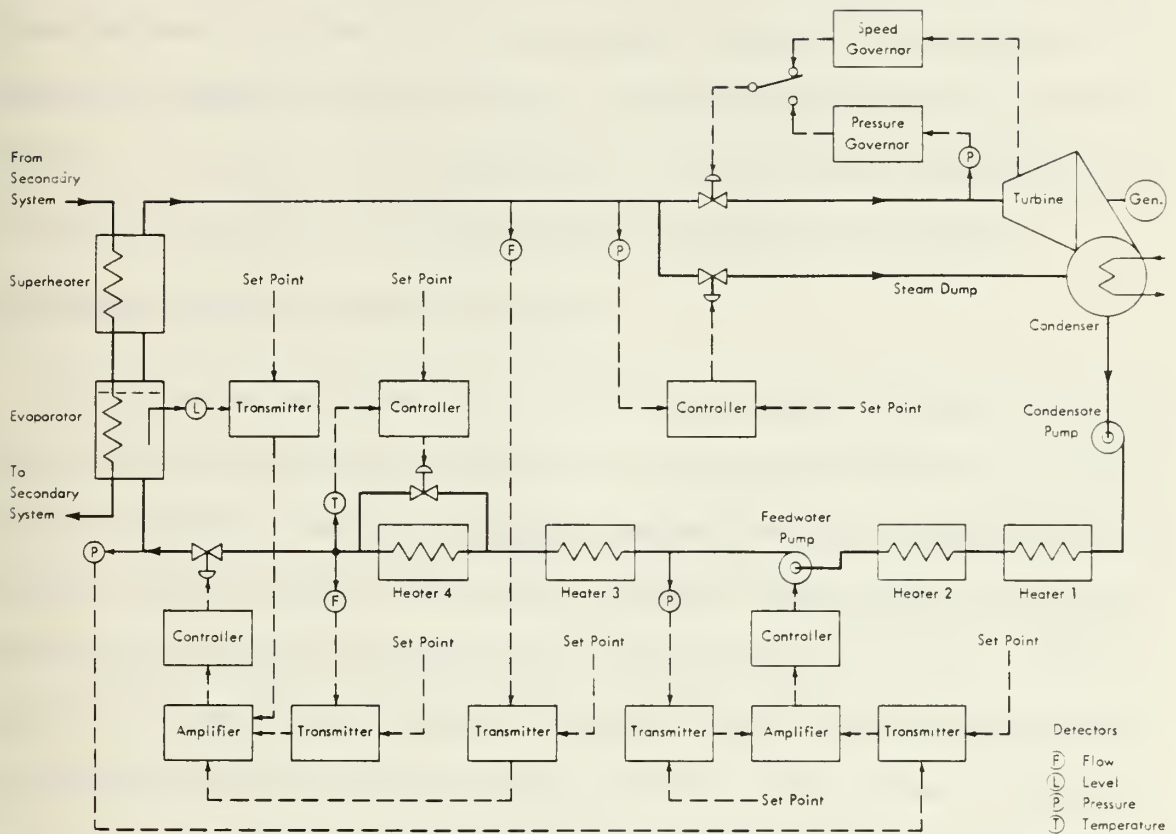 Speed
Governor
Pressure
Governor
P
From
Secondary
System
Turbine
Gen.
F
P
Superheater
Set Point
Set Point
Steam Dump
Condenser
Evaporator
L
Transmitter
Controller
Controller
Set Point
Condensate
Pump
To
Secondary
System
T
Feedwater
Pump
P
Heater 4
Heater 3
Heater 2
Heater 1
F
P
Controller
Set Point
Set Point
Controller
Set Point
Amplifier
Transmitter
Transmitter
Transmitter
Amplifier
Transmitter
Set Point
Detectors
F Flow
L Level
P Pressure
T Temperature